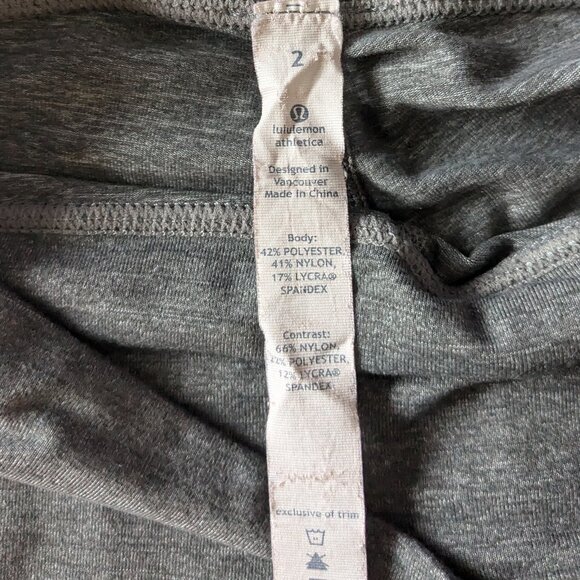 2
lululemon
athletica
Designed in
Vancouver
Made in China
Body:
42% POLYESTER,
41% NYLON,
17% LYCRA®
SPANDEX
Contrast:
66% NYLON,
POLYESTER,
12% LYCRA®
SPANDEX
exclusive of trim